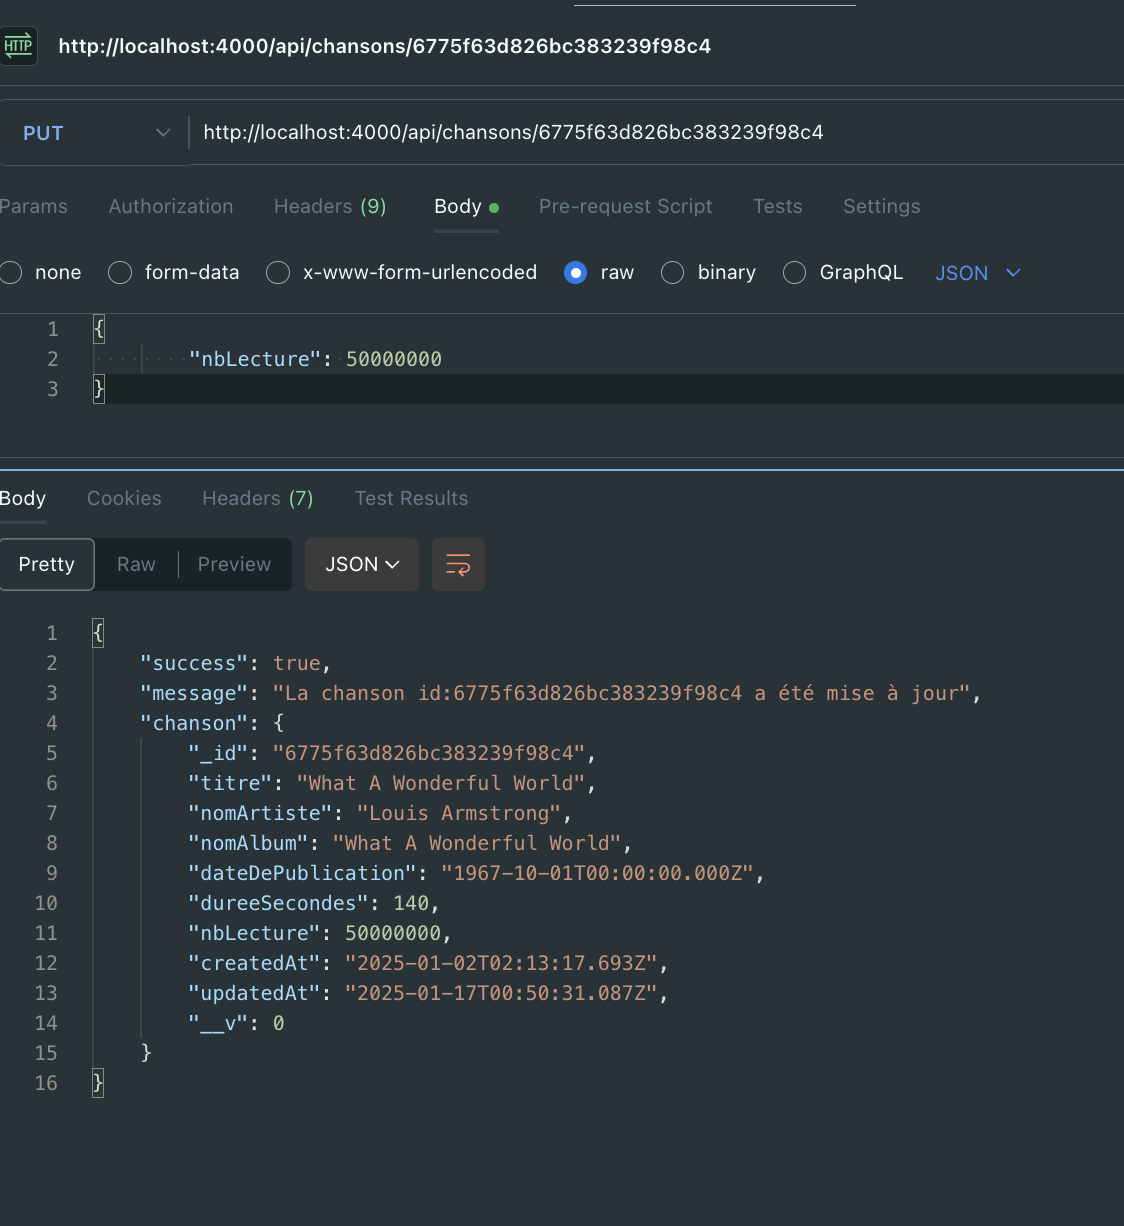 HTTP http://localhost:4000/api/chansons/6775f63d826bc383239f98c4
PUT http://localhost:4000/api/chansons/6775f63d826bc383239f98c4
Params Authorization Headers (9) Body Pre-request Script Tests Settings
none form-data x-www-form-urlencoded raw binary GraphQL JSON
1 {
2 "nbLecture": 50000000
3 }
Body Cookies Headers (7) Test Results
Pretty Raw Preview JSON
1 {
2 "success": true,
3 "message": "La chanson id:6775f63d826bc383239f98c4 a été mise à jour",
4 "chanson": {
5 "_id": "6775f63d826bc383239f98c4",
6 "titre": "What A Wonderful World",
7 "nomArtiste": "Louis Armstrong",
8 "nomAlbum": "What A Wonderful World",
9 "dateDePublication": "1967-10-01T00:00:00.000Z",
10 "dureeSecondes": 140,
11 "nbLecture": 50000000,
12 "createdAt": "2025-01-02T02:13:17.693Z",
13 "updatedAt": "2025-01-17T00:50:31.087Z",
14 "__v": 0
15 }
16 }